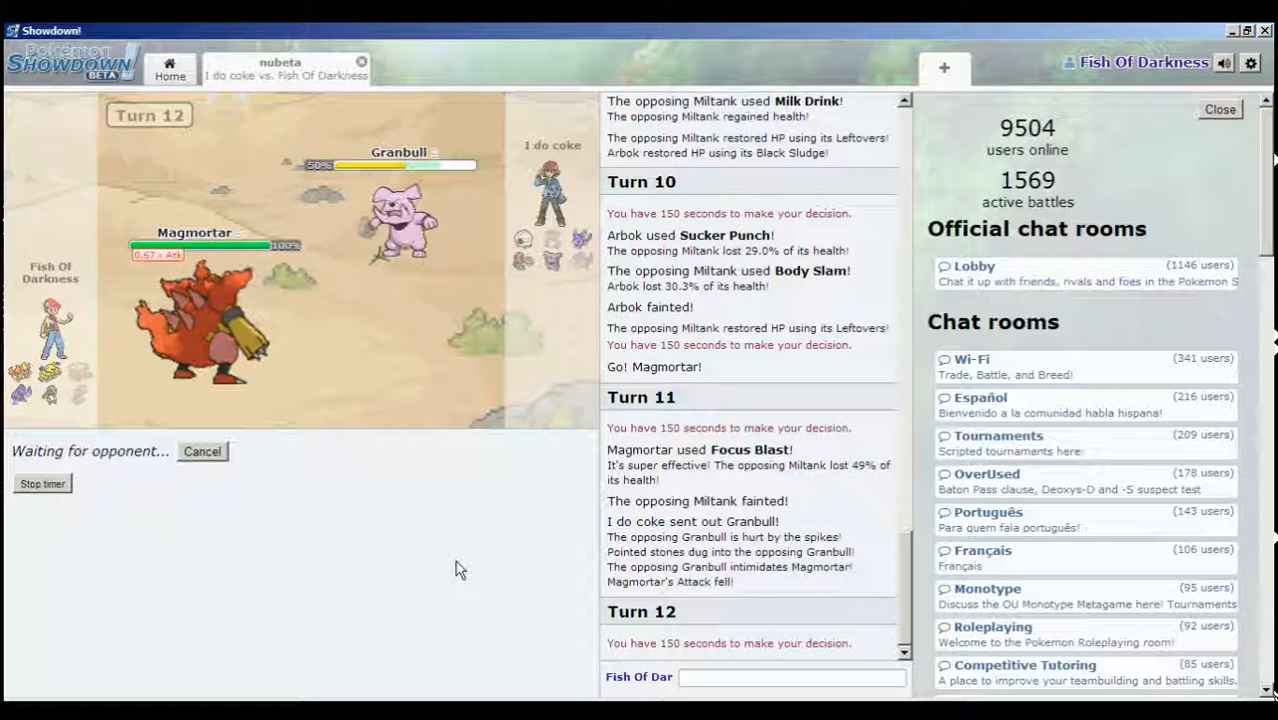 Showdown!
Pokémon
SHOWDOWN
BETA
Home
nubeta
I do coke vs. Fish Of Darkness
+
Fish Of Darkness
Turn 12
Granbull
50%
I do coke
Magmortar
100%
0.67x Atk
Fish Of
Darkness
Waiting for opponent...
Cancel
Stop timer
The opposing Miltank used Milk Drink!
The opposing Miltank regained health!
The opposing Miltank restored HP using its Leftovers!
Arbok restored HP using its Black Sludge!
Turn 10
You have 150 seconds to make your decision.
Arbok used Sucker Punch!
The opposing Miltank lost 29.0% of its health!
The opposing Miltank used Body Slam!
Arbok lost 30.3% of its health!
Arbok fainted!
The opposing Miltank restored HP using its Leftovers!
You have 150 seconds to make your decision.
Go! Magmortar!
Turn 11
You have 150 seconds to make your decision.
Magmortar used Focus Blast!
It's super effective! The opposing Miltank lost 49% of
its health!
The opposing Miltank fainted!
I do coke sent out Granbull!
The opposing Granbull is hurt by the spikes!
Pointed stones dug into the opposing Granbull!
The opposing Granbull intimidates Magmortar!
Magmortar's Attack fell!
Turn 12
You have 150 seconds to make your decision.
Fish Of Dar
Close
9504
users online
1569
active battles
Official chat rooms
Lobby (1146 users)
Chat it up with friends, rivals and foes in the Pokemon S
Chat rooms
Wi-Fi (341 users)
Trade, Battle, and Breed!
Español (216 users)
Bienvenido a la comunidad habla hispana!
Tournaments (209 users)
Scripted tournaments here
OverUsed (178 users)
Baton Pass clause, Deoxys-D and -S suspect test
Português (143 users)
Para quem fala português!
Français (106 users)
Français
Monotype (95 users)
Discuss the OU Monotype Metagame here! Tournaments
Roleplaying (92 users)
Welcome to the Pokemon Roleplaying room!
Competitive Tutoring (85 users)
A place to improve your teambuilding and battling skills.